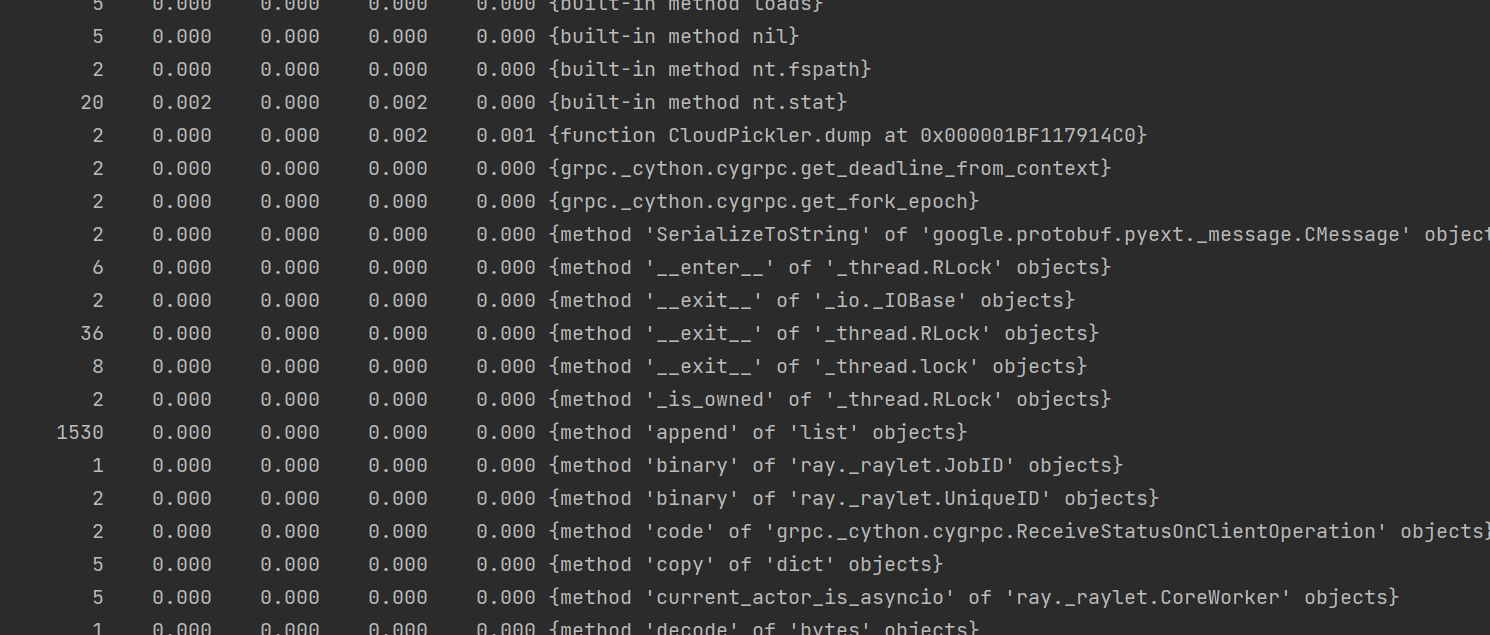 5 0.000 0.000 0.000 0.000 {built-in method loads}
5 0.000 0.000 0.000 0.000 {built-in method nil}
2 0.000 0.000 0.000 0.000 {built-in method nt.fspath}
20 0.002 0.000 0.002 0.000 {built-in method nt.stat}
2 0.000 0.000 0.002 0.001 {function CloudPickler.dump at 0x000001BF117914C0}
2 0.000 0.000 0.000 0.000 {grpc._cython.cygrpc.get_deadline_from_context}
2 0.000 0.000 0.000 0.000 {grpc._cython.cygrpc.get_fork_epoch}
2 0.000 0.000 0.000 0.000 {method 'SerializeToString' of 'google.protobuf.pyext._message.CMessage' object
6 0.000 0.000 0.000 0.000 {method '__enter__' of '_thread.RLock' objects}
2 0.000 0.000 0.000 0.000 {method '__exit__' of '_io._IOBase' objects}
36 0.000 0.000 0.000 0.000 {method '__exit__' of '_thread.RLock' objects}
8 0.000 0.000 0.000 0.000 {method '__exit__' of '_thread.lock' objects}
2 0.000 0.000 0.000 0.000 {method '_is_owned' of '_thread.RLock' objects}
1530 0.000 0.000 0.000 0.000 {method 'append' of 'list' objects}
1 0.000 0.000 0.000 0.000 {method 'binary' of 'ray._raylet.JobID' objects}
2 0.000 0.000 0.000 0.000 {method 'binary' of 'ray._raylet.UniqueID' objects}
2 0.000 0.000 0.000 0.000 {method 'code' of 'grpc._cython.cygrpc.ReceiveStatusOnClientOperation' objects}
5 0.000 0.000 0.000 0.000 {method 'copy' of 'dict' objects}
5 0.000 0.000 0.000 0.000 {method 'current_actor_is_asyncio' of 'ray._raylet.CoreWorker' objects}
1 0.000 0.000 0.000 0.000 {method 'decode' of 'bytes' objects}